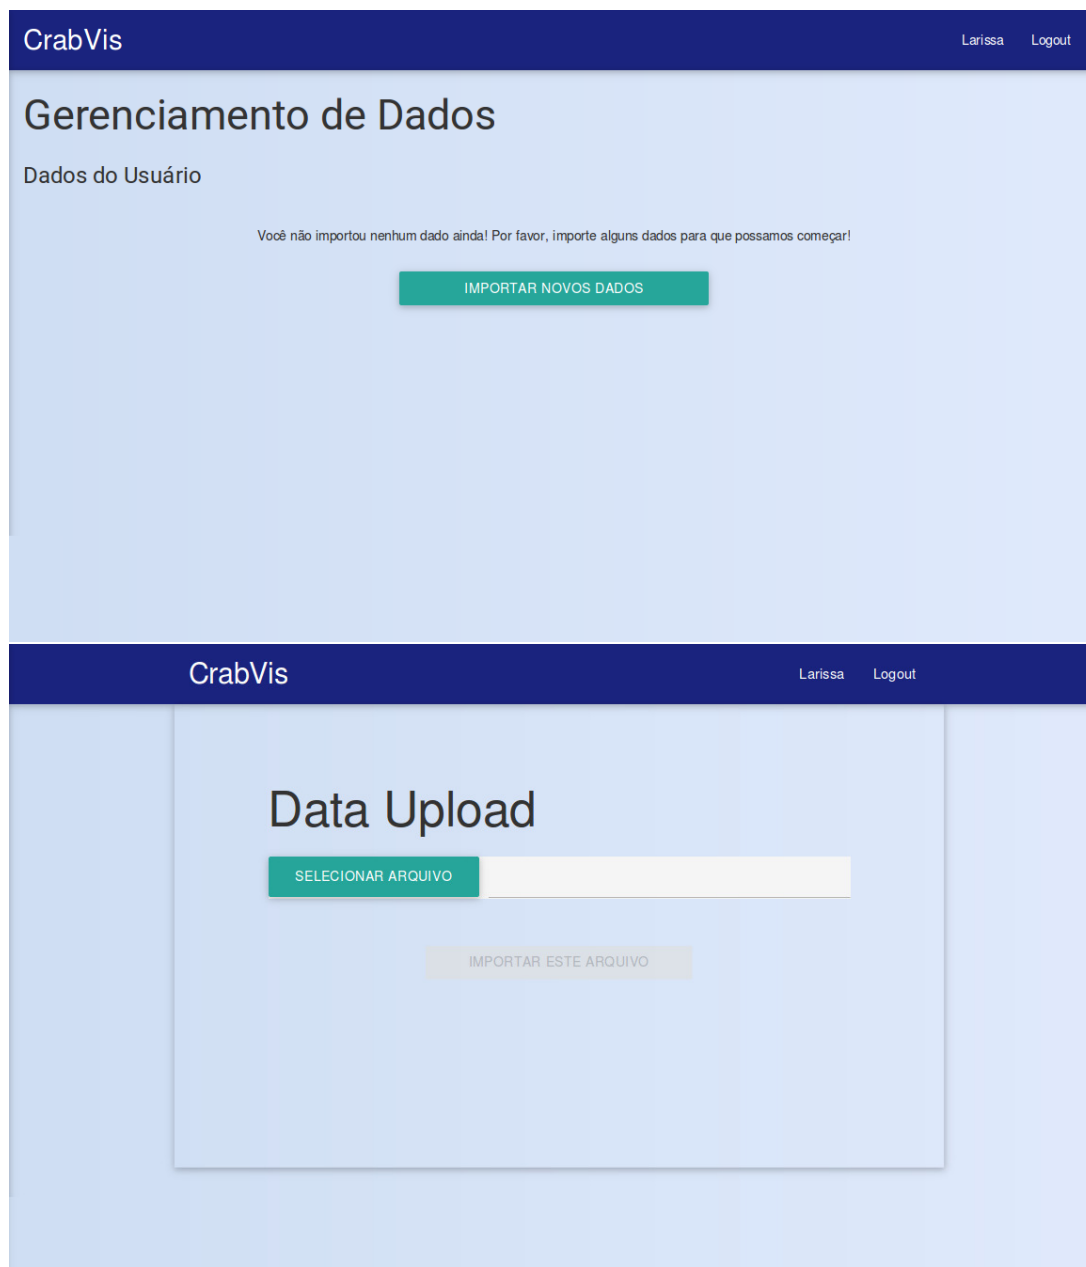 CrabVis Larissa Logout
Gerenciamento de Dados
Dados do Usuário
Você não importou nenhum dado ainda! Por favor, importe alguns dados para que possamos começar!
IMPORTAR NOVOS DADOS
CrabVis Larissa Logout
Data Upload
SELECIONAR ARQUIVO
IMPORTAR ESTE ARQUIVO